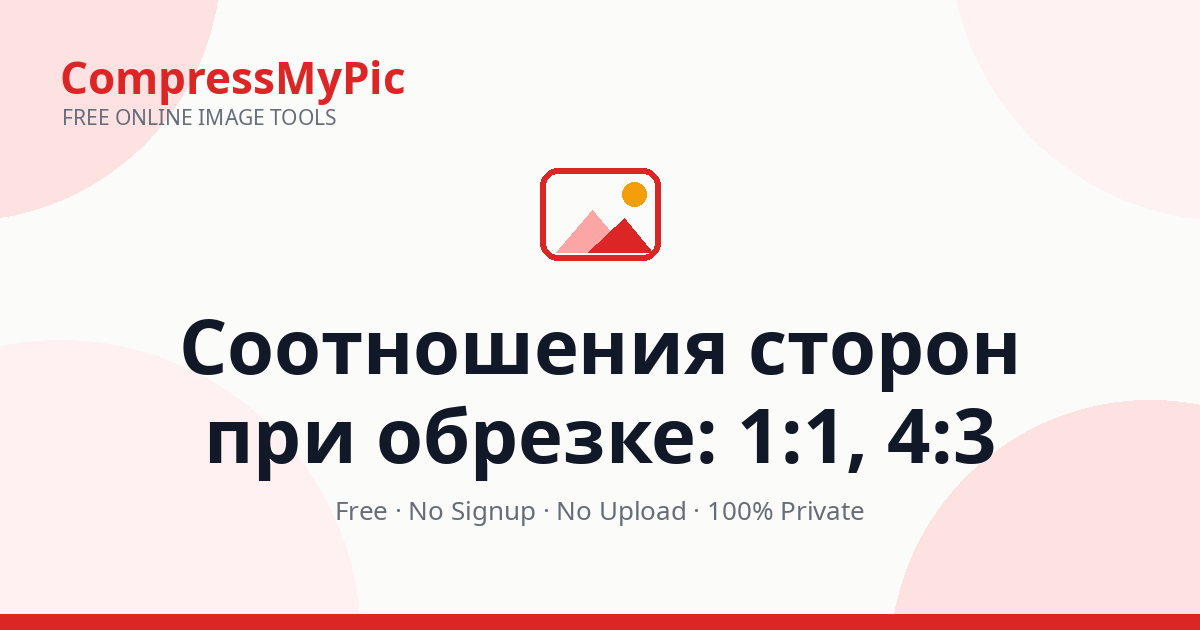 CompressMyPic
FREE ONLINE IMAGE TOOLS
Соотношения сторон
при обрезке: 1:1, 4:3
Free · No Signup · No Upload · 100% Private